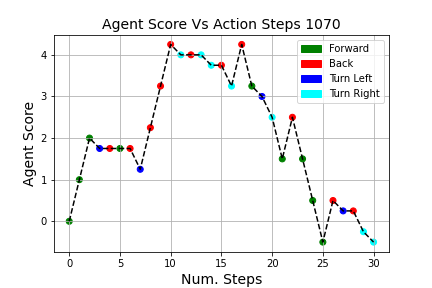 Agent Score Vs Action Steps 1070
Agent Score
4
3
2
1
0
Forward
Back
Turn Left
Turn Right
0 5 10 15 20 25 30
Num. Steps